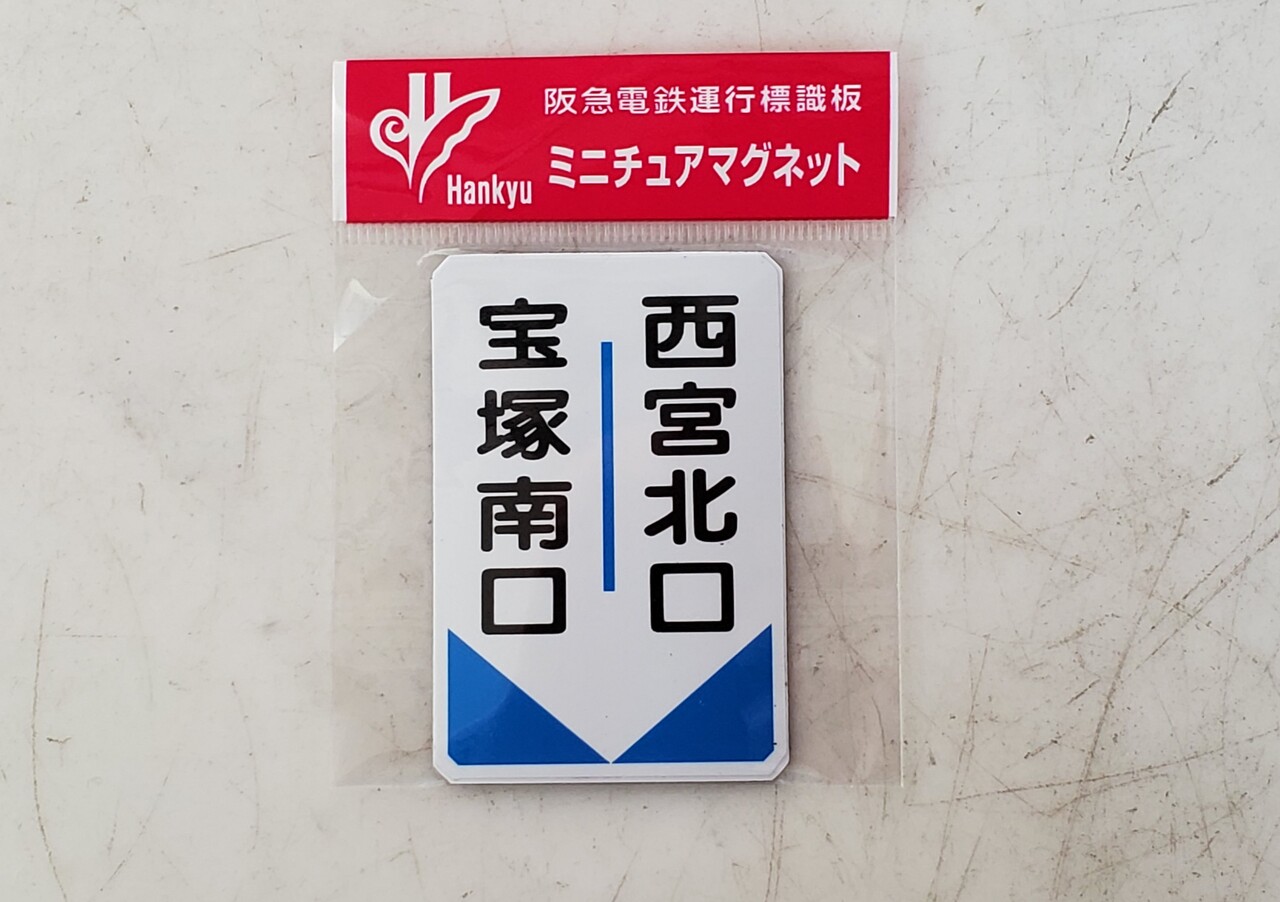 阪急電鉄運行標識板
ミニチュアマグネット
Hankyu
西宮北口
宝塚南口